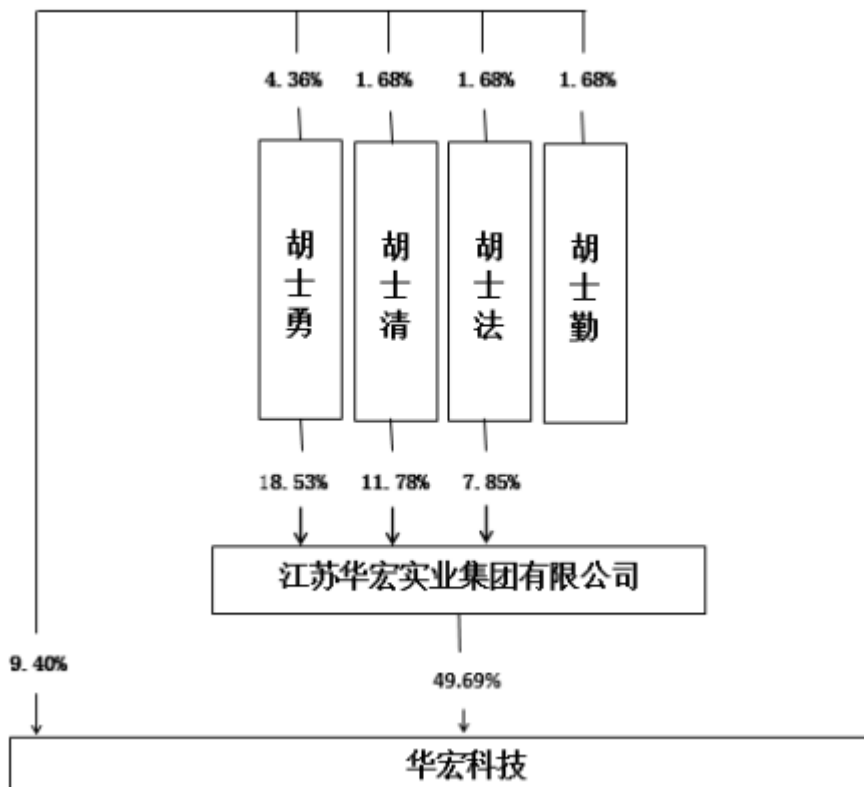 4.36% 1.68% 1.68% 1.68%
胡士勇
胡士清
胡士法
胡士勤
18.53% 11.78% 7.85%
江苏华宏实业集团有限公司
9.40%
49.69%
华宏科技